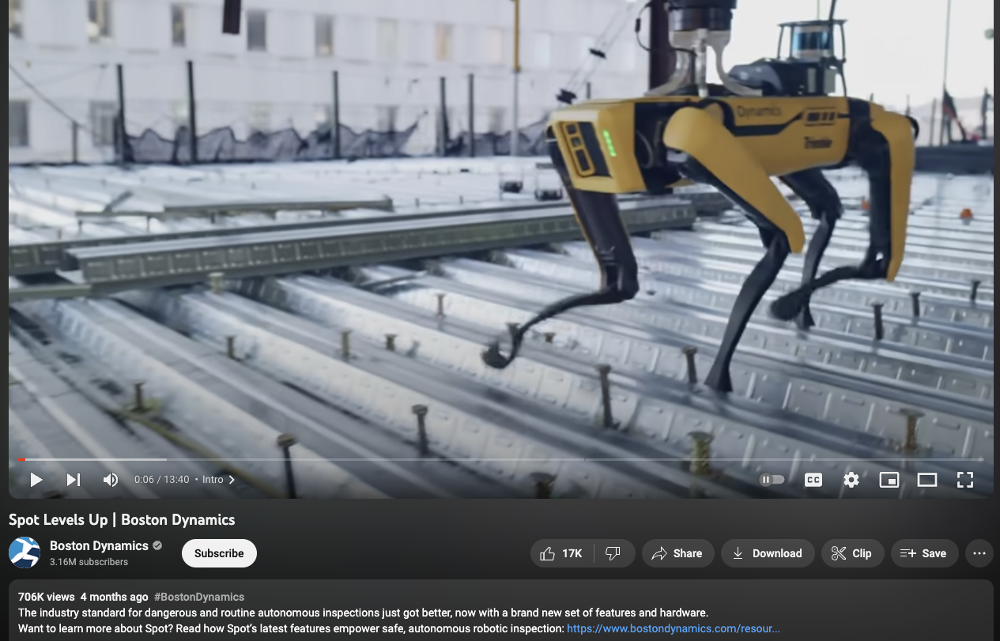 Dynamics
Trimble
0:06 / 13:40 • Intro
CC
Spot Levels Up | Boston Dynamics
Boston Dynamics
3.16M subscribers
Subscribe
17K
Share
Download
Clip
Save
706K views 4 months ago #BostonDynamics
The industry standard for dangerous and routine autonomous inspections just got better, now with a brand new set of features and hardware.
Want to learn more about Spot? Read how Spot's latest features empower safe, autonomous robotic inspection: https://www.bostondynamics.com/resour...